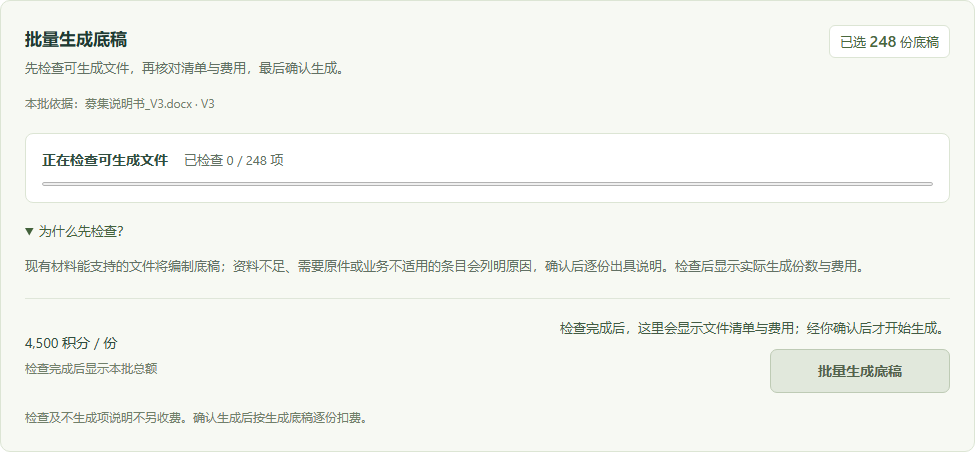 批量生成底稿
已选 248 份底稿
先检查可生成文件，再核对清单与费用，最后确认生成。
本批依据：募集说明书_V3.docx · V3
正在检查可生成文件 已检查 0 / 248 项
▼ 为什么先检查？
现有材料能支持的文件将编制底稿；资料不足、需要原件或业务不适用的条目会列明原因，确认后逐份出具说明。检查后显示实际生成份数与费用。
检查完成后，这里会显示文件清单与费用；经你确认后才开始生成。
4,500 积分 / 份
检查完成后显示本批总额
批量生成底稿
检查及不生成项说明不另收费。确认生成后按生成底稿逐份扣费。